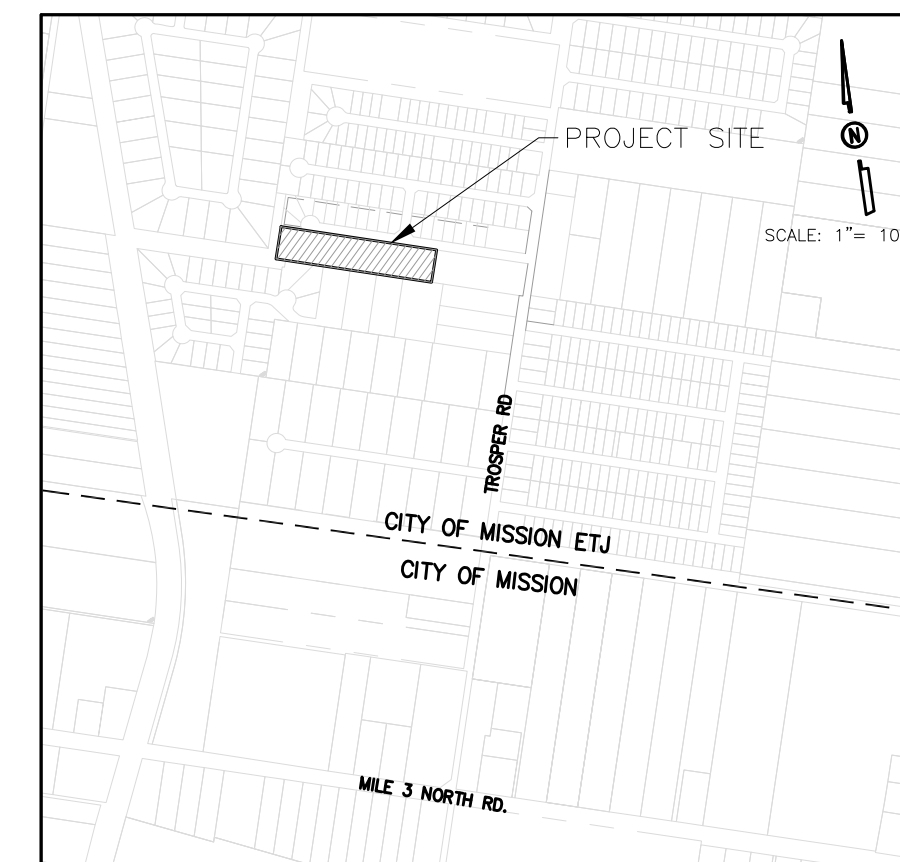 PROJECT SITE
N
SCALE: 1"= 10
TROSPER RD
CITY OF MISSION ETJ
CITY OF MISSION
MILE 3 NORTH RD.